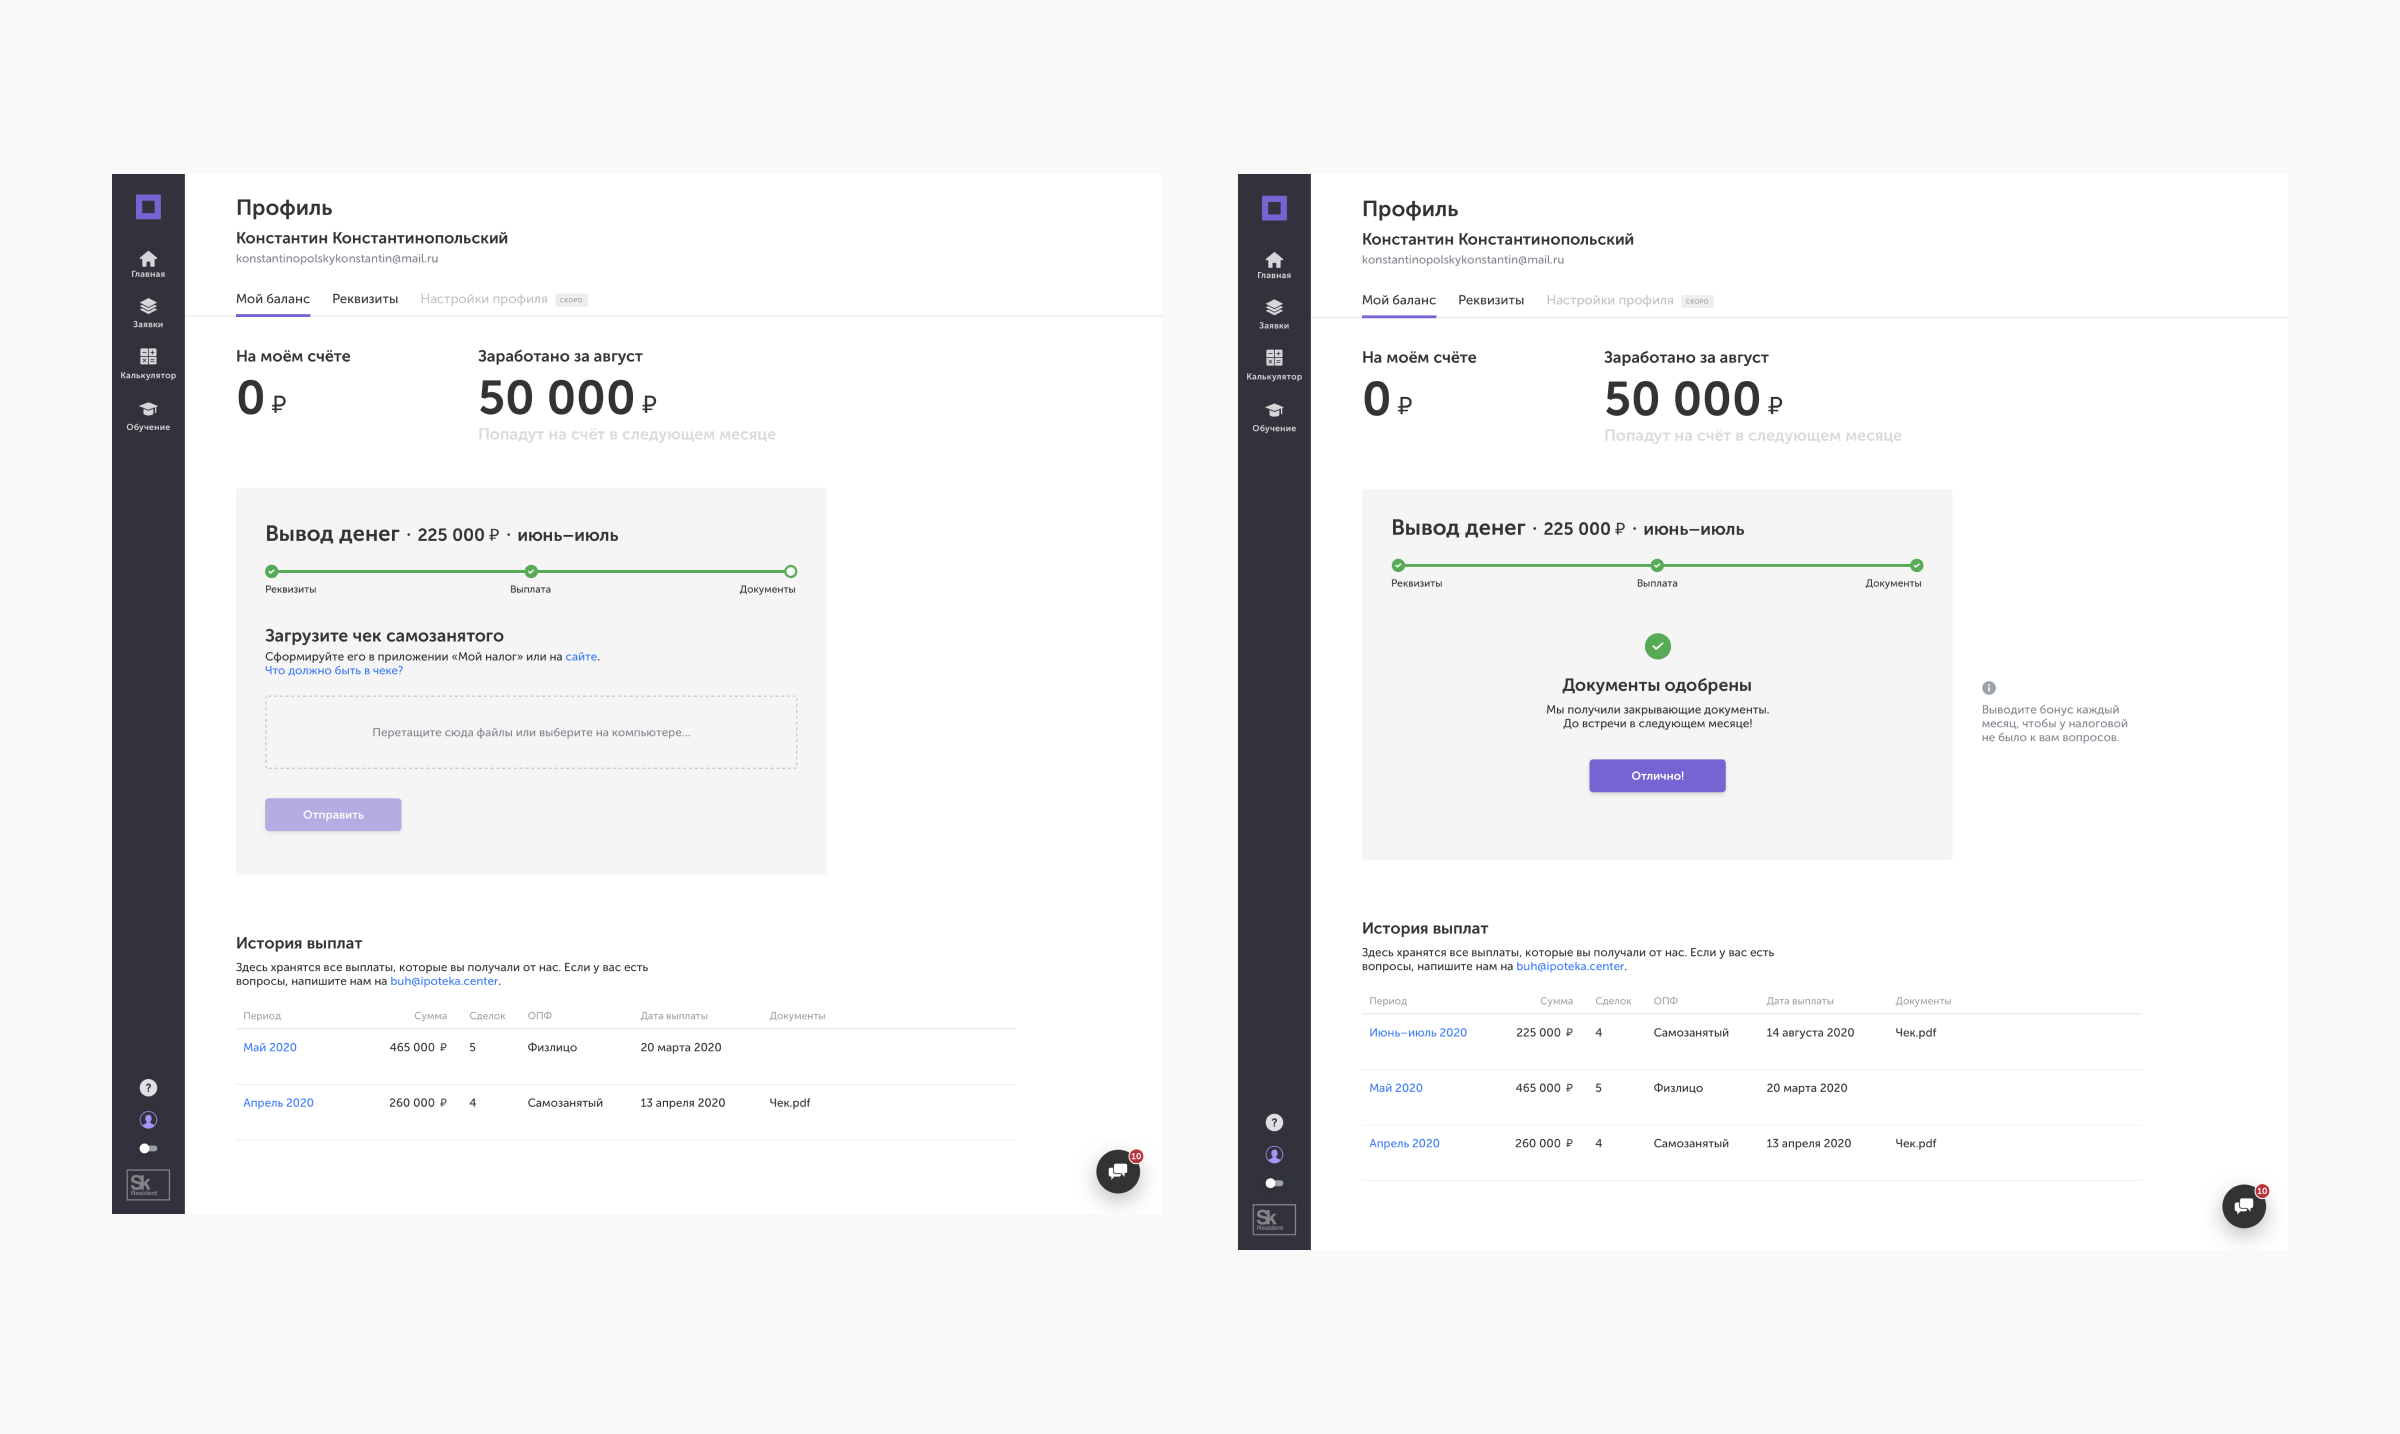 Профиль
Константин Константинопольский
konstantinopolskykonstantin@mail.ru
Мой баланс Реквизиты Настройки профиля СКОРО
Главная
Заявки
Калькулятор
Обучение
На моём счёте
0 ₽
Заработано за август
50 000 ₽
Попадут на счёт в следующем месяце
Вывод денег · 225 000 ₽ · июнь–июль
Реквизиты Выплата Документы
Загрузите чек самозанятого
Сформируйте его в приложении «Мой налог» или на сайте.
Что должно быть в чеке?
Перетащите сюда файлы или выберите на компьютере...
Отправить
История выплат
Здесь хранятся все выплаты, которые вы получали от нас. Если у вас есть
вопросы, напишите нам на buh@ipoteka.center.
Период Сумма Сделок ОПФ Дата выплаты Документы
Май 2020 465 000 ₽ 5 Физлицо 20 марта 2020
Апрель 2020 260 000 ₽ 4 Самозанятый 13 апреля 2020 Чек.pdf
?
Sk
Resident
10
Профиль
Константин Константинопольский
konstantinopolskykonstantin@mail.ru
Мой баланс Реквизиты Настройки профиля СКОРО
Главная
Заявки
Калькулятор
Обучение
На моём счёте
0 ₽
Заработано за август
50 000 ₽
Попадут на счёт в следующем месяце
Вывод денег · 225 000 ₽ · июнь–июль
Реквизиты Выплата Документы
Документы одобрены
Мы получили закрывающие документы.
До встречи в следующем месяце!
Отлично!
Выводите бонус каждый
месяц, чтобы у налоговой
не было к вам вопросов.
История выплат
Здесь хранятся все выплаты, которые вы получали от нас. Если у вас есть
вопросы, напишите нам на buh@ipoteka.center.
Период Сумма Сделок ОПФ Дата выплаты Документы
Июнь–июль 2020 225 000 ₽ 4 Самозанятый 14 августа 2020 Чек.pdf
Май 2020 465 000 ₽ 5 Физлицо 20 марта 2020
Апрель 2020 260 000 ₽ 4 Самозанятый 13 апреля 2020 Чек.pdf
?
Sk
Resident
10